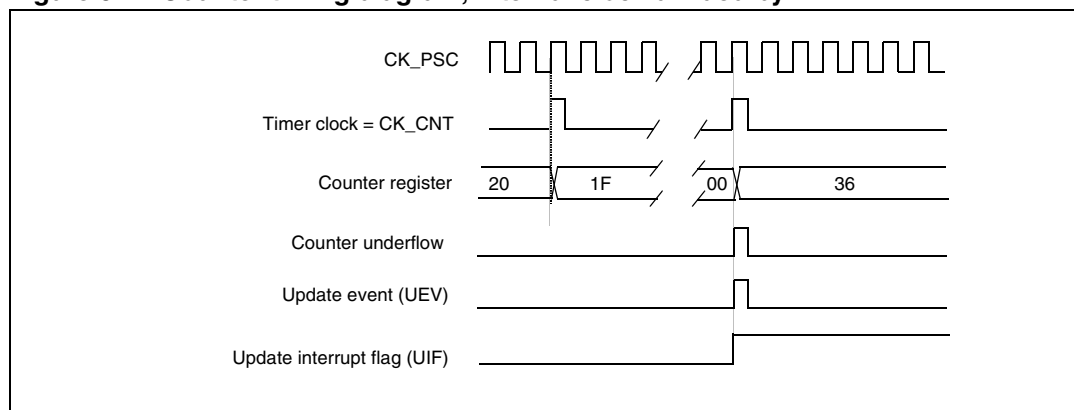 CK_PSC
Timer clock = CK_CNT
Counter register 20 1F 00 36
Counter underflow
Update event (UEV)
Update interrupt flag (UIF)